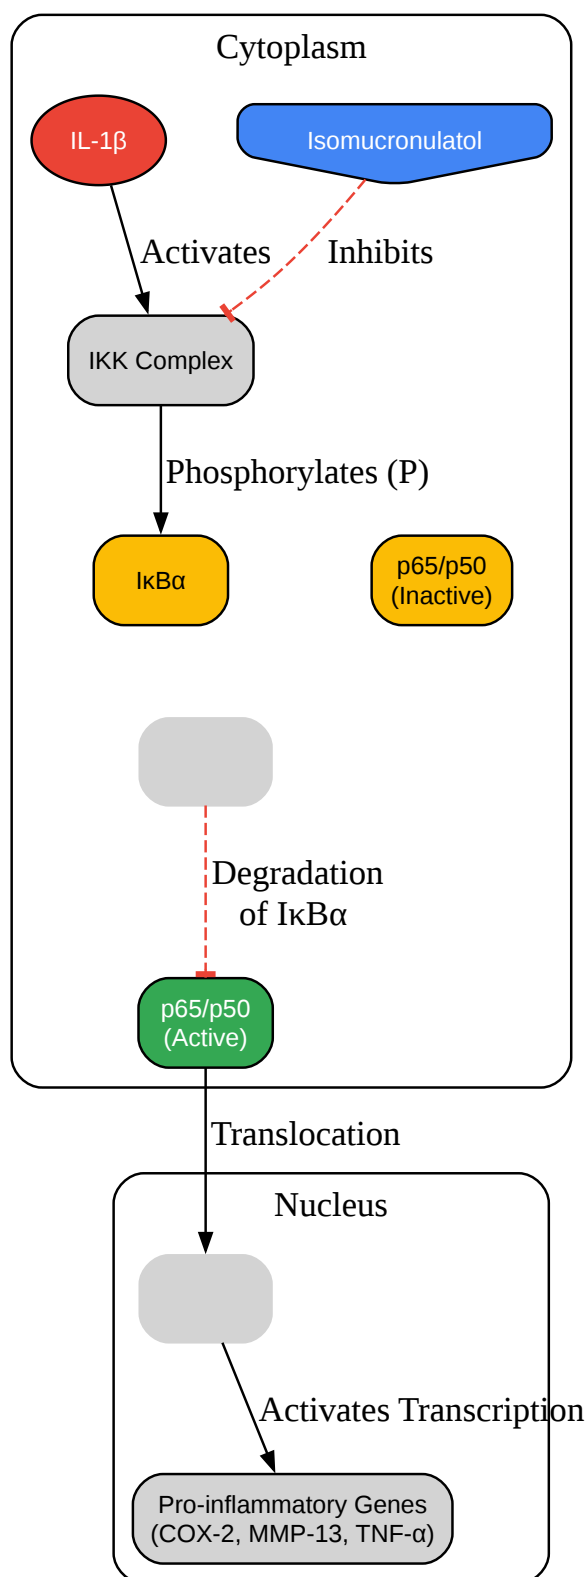 Cytoplasm
IL-1β
Isomucronulatol
Activates
Inhibits
IKK Complex
Phosphorylates (P)
IκBα
p65/p50
(Inactive)
Degradation
of IκBα
p65/p50
(Active)
Translocation
Nucleus
Activates Transcription
Pro-inflammatory Genes
(COX-2, MMP-13, TNF-α)